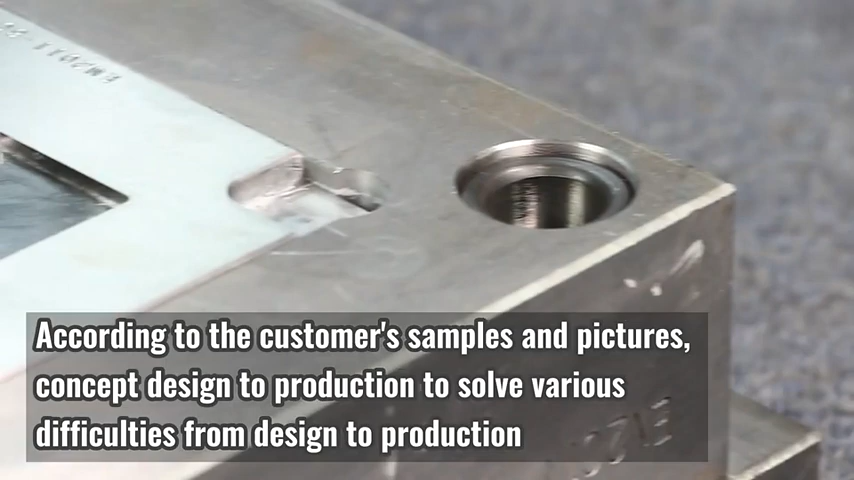 According to the customer's samples and pictures,
concept design to production to solve various
difficulties from design to production